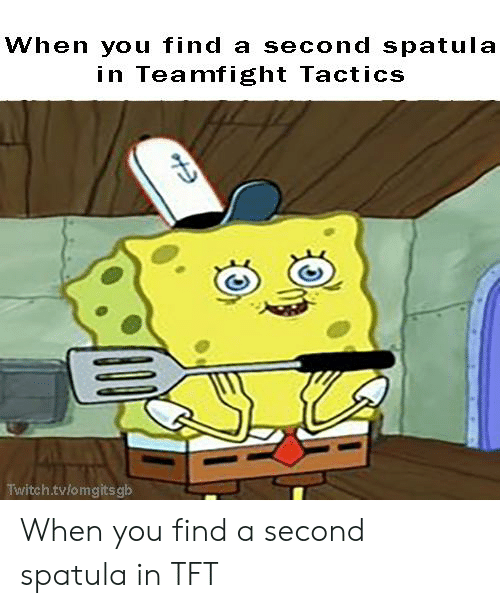 When you find a second spatula
in Teamfight Tactics
Twitch.tv/omgitsgb
When you find a second
spatula in TFT